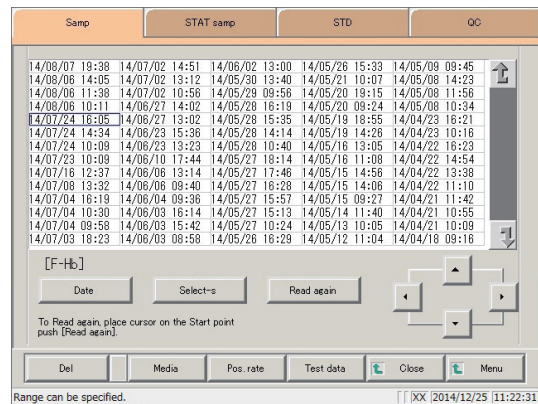 Samp STAT samp STD QC
14/08/07 19:38 14/07/02 14:51 14/06/02 13:00 14/05/26 15:33 14/05/09 09:45
14/08/06 14:05 14/07/02 13:12 14/05/30 13:40 14/05/21 10:07 14/05/08 14:23
14/08/06 11:38 14/07/02 10:56 14/05/29 09:56 14/05/20 19:15 14/05/08 11:56
14/08/06 10:11 14/06/27 14:02 14/05/28 16:19 14/05/20 09:24 14/05/08 10:34
14/07/24 16:05 14/06/27 13:02 14/05/28 15:35 14/05/19 18:55 14/04/23 16:21
14/07/24 14:34 14/06/23 15:36 14/05/28 14:14 14/05/19 14:26 14/04/23 10:16
14/07/24 10:09 14/06/23 13:23 14/05/28 10:40 14/05/16 13:05 14/04/22 16:23
14/07/23 10:09 14/06/10 17:44 14/05/27 18:14 14/05/16 11:08 14/04/22 14:54
14/07/16 12:37 14/06/06 13:14 14/05/27 17:46 14/05/15 14:56 14/04/22 13:38
14/07/08 13:32 14/06/06 09:40 14/05/27 16:28 14/05/15 14:06 14/04/22 11:10
14/07/04 16:19 14/06/04 09:36 14/05/27 15:57 14/05/15 09:27 14/04/21 11:42
14/07/04 10:30 14/06/03 16:14 14/05/27 15:13 14/05/14 11:40 14/04/21 10:55
14/07/04 09:58 14/06/03 15:42 14/05/27 10:24 14/05/13 10:05 14/04/21 10:09
14/07/03 18:23 14/06/03 08:58 14/05/26 16:29 14/05/12 11:04 14/04/18 09:16
[F-Hb]
Date Select-s Read again
To Read again, place cursor on the Start point
push [Read again].
Del Media Pos. rate Test data Close Menu
Range can be specified. XX 2014/12/25 11:22:31